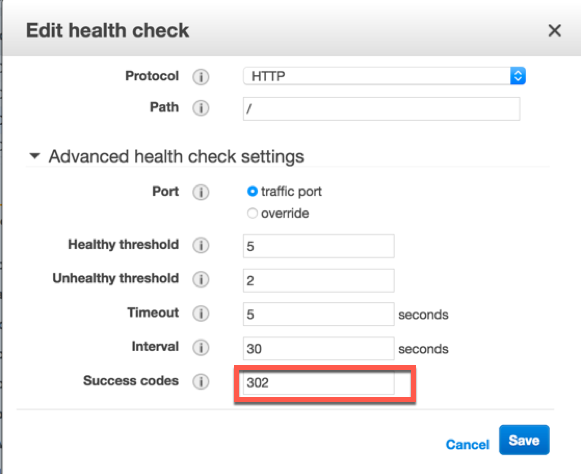 Edit health check
Protocol i HTTP
Path i /
Advanced health check settings
Port i traffic port
override
Healthy threshold i 5
Unhealthy threshold i 2
Timeout i 5 seconds
Interval i 30 seconds
Success codes i 302
Cancel Save